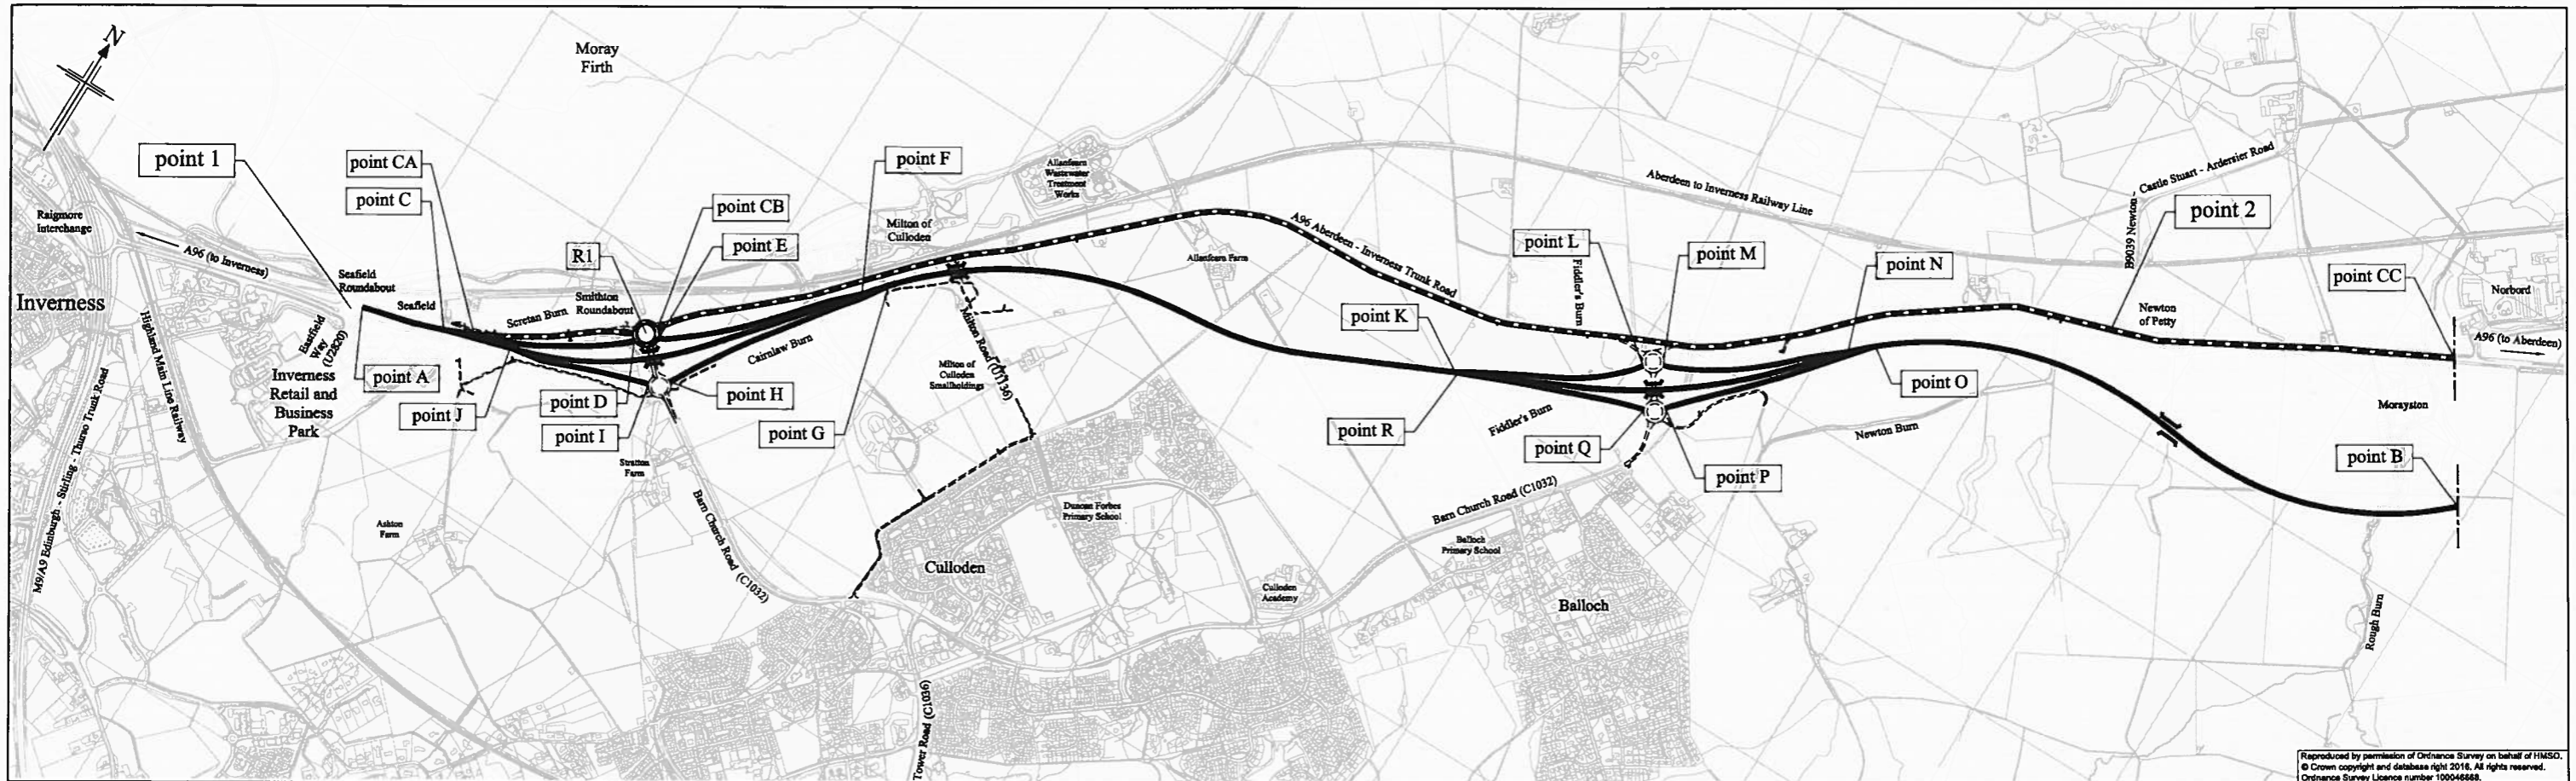 N
Moray
Firth
point 1
point CA
point C
point F
Allanfearn
Wastewater
Treatment
Works
Raigmore
Interchange
A96 (to Inverness)
point CB
point E
R1
Milton of
Culloden
Allanfearn Farm
A96 Aberdeen - Inverness Trunk Road
Aberdeen to Inverness Railway Line
Castle Stuart - Ardersier Road
B9039 Newton -
point 2
point L
point M
point N
Fiddler's Burn
point CC
Norbord
Newton
of Petty
A96 (to Aberdeen)
Inverness
Seafield
Roundabout
Seafield
Scretan Burn
Smithton
Roundabout
Eastfield
Way
(U2820)
Highland Main Line Railway
Inverness
Retail and
Business
Park
point A
point J
point D
point I
point H
Cairnlaw Burn
point G
Milton Road (U1136)
Milton of
Culloden
Smallholdings
point K
point R
Fiddler's Burn
point Q
point P
point O
Newton Burn
Morayston
point B
M9/A9 Edinburgh - Stirling - Thurso Trunk Road
Stratton
Farm
Ashton
Farm
Barn Church Road (C1032)
Duncan Forbes
Primary School
Culloden
Barn Church Road (C1032)
Balloch
Primary School
Culloden
Academy
Balloch
Rough Burn
Tower Road (C1036)
Reproduced by permission of Ordnance Survey on behalf of HMSO.
© Crown copyright and database right 2016. All rights reserved.
Ordnance Survey Licence number 100046668.